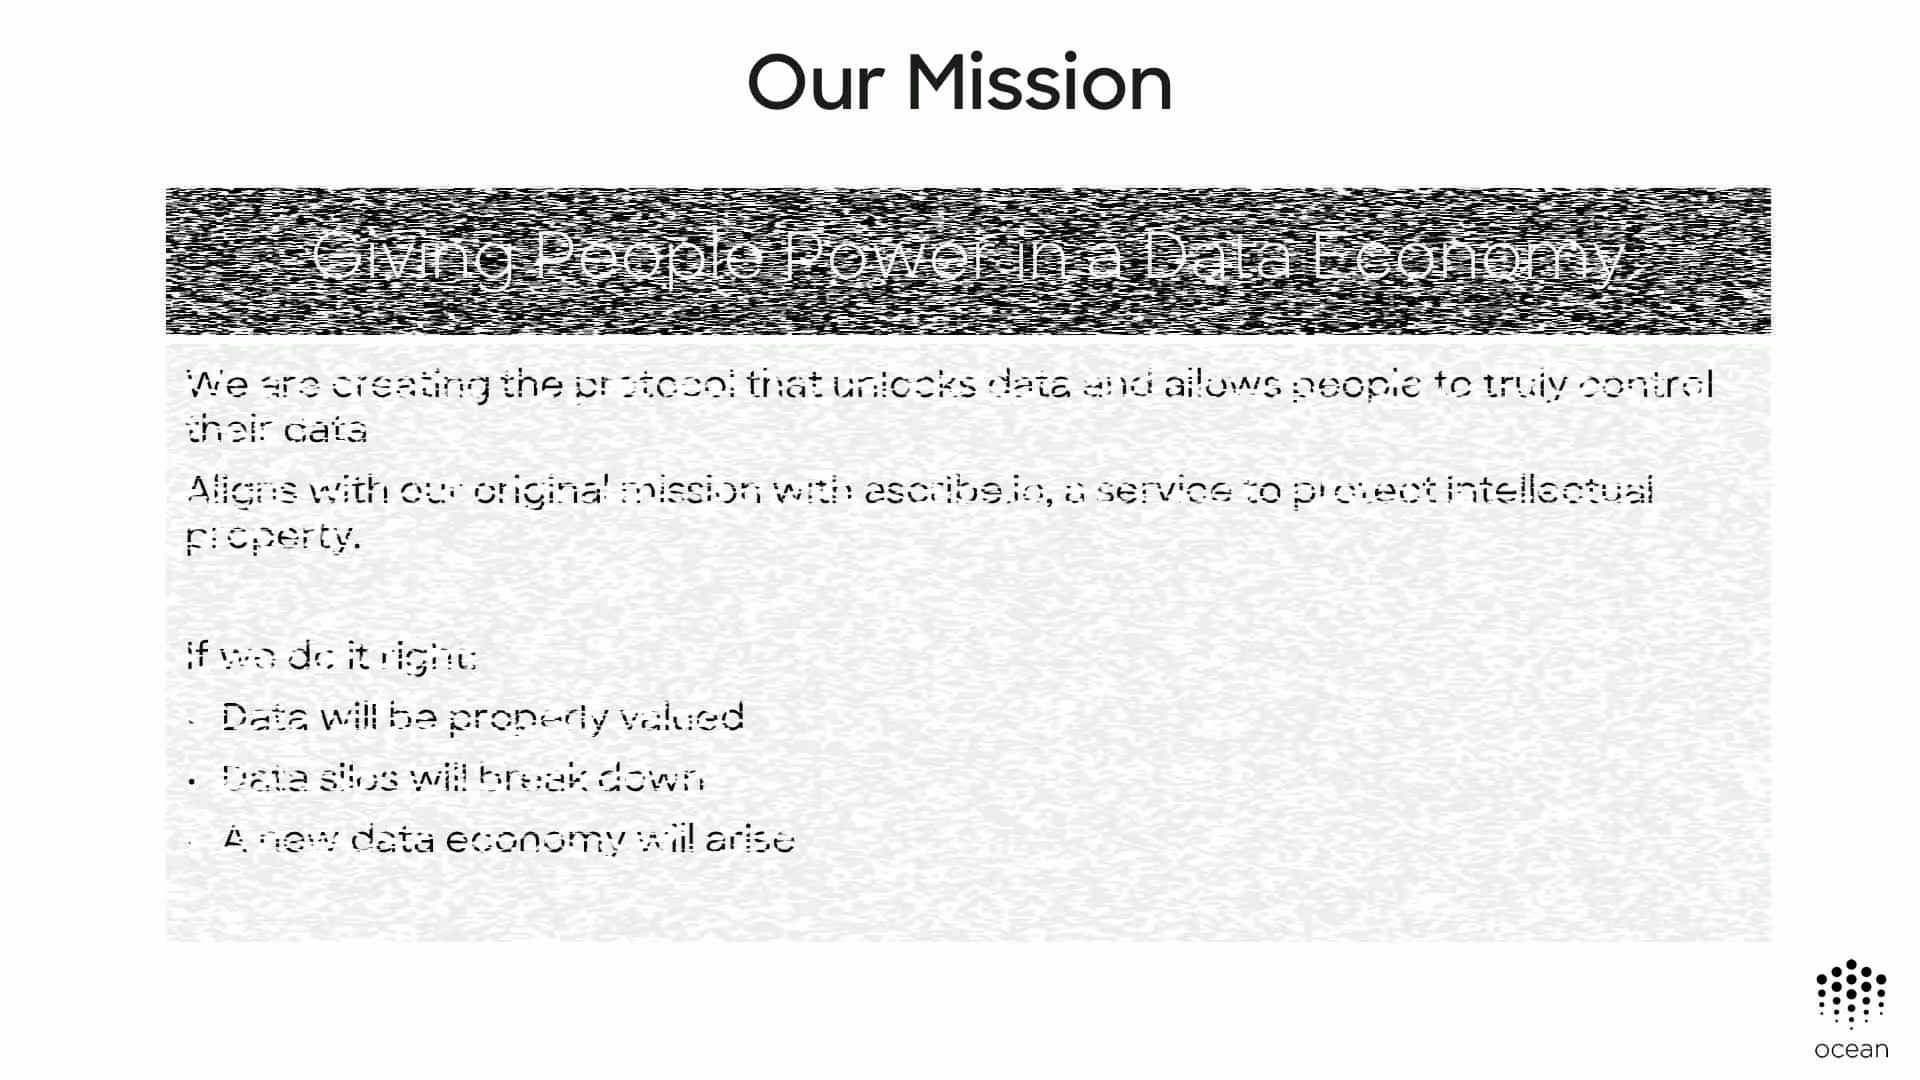 Our Mission
Giving People Power in a Data Economy
We are creating the protocol that unlocks data and allows people to truly control
their data
Aligns with our original mission with ascribe.io, a service to protect intellectual
property.
If we do it right:
• Data will be properly valued
• Data silos will break down
• A new data economy will arise
ocean